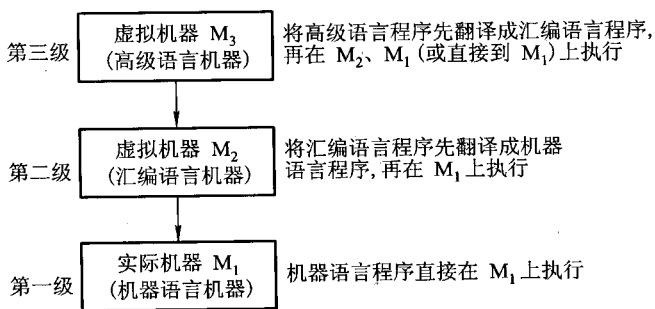 第三级
虚拟机器 M₃
(高级语言机器)
将高级语言程序先翻译成汇编语言程序,
再在 M₂、M₁(或直接到 M₁)上执行
第二级
虚拟机器 M₂
(汇编语言机器)
将汇编语言程序先翻译成机器
语言程序,再在 M₁ 上执行
第一级
实际机器 M₁
(机器语言机器)
机器语言程序直接在 M₁ 上执行